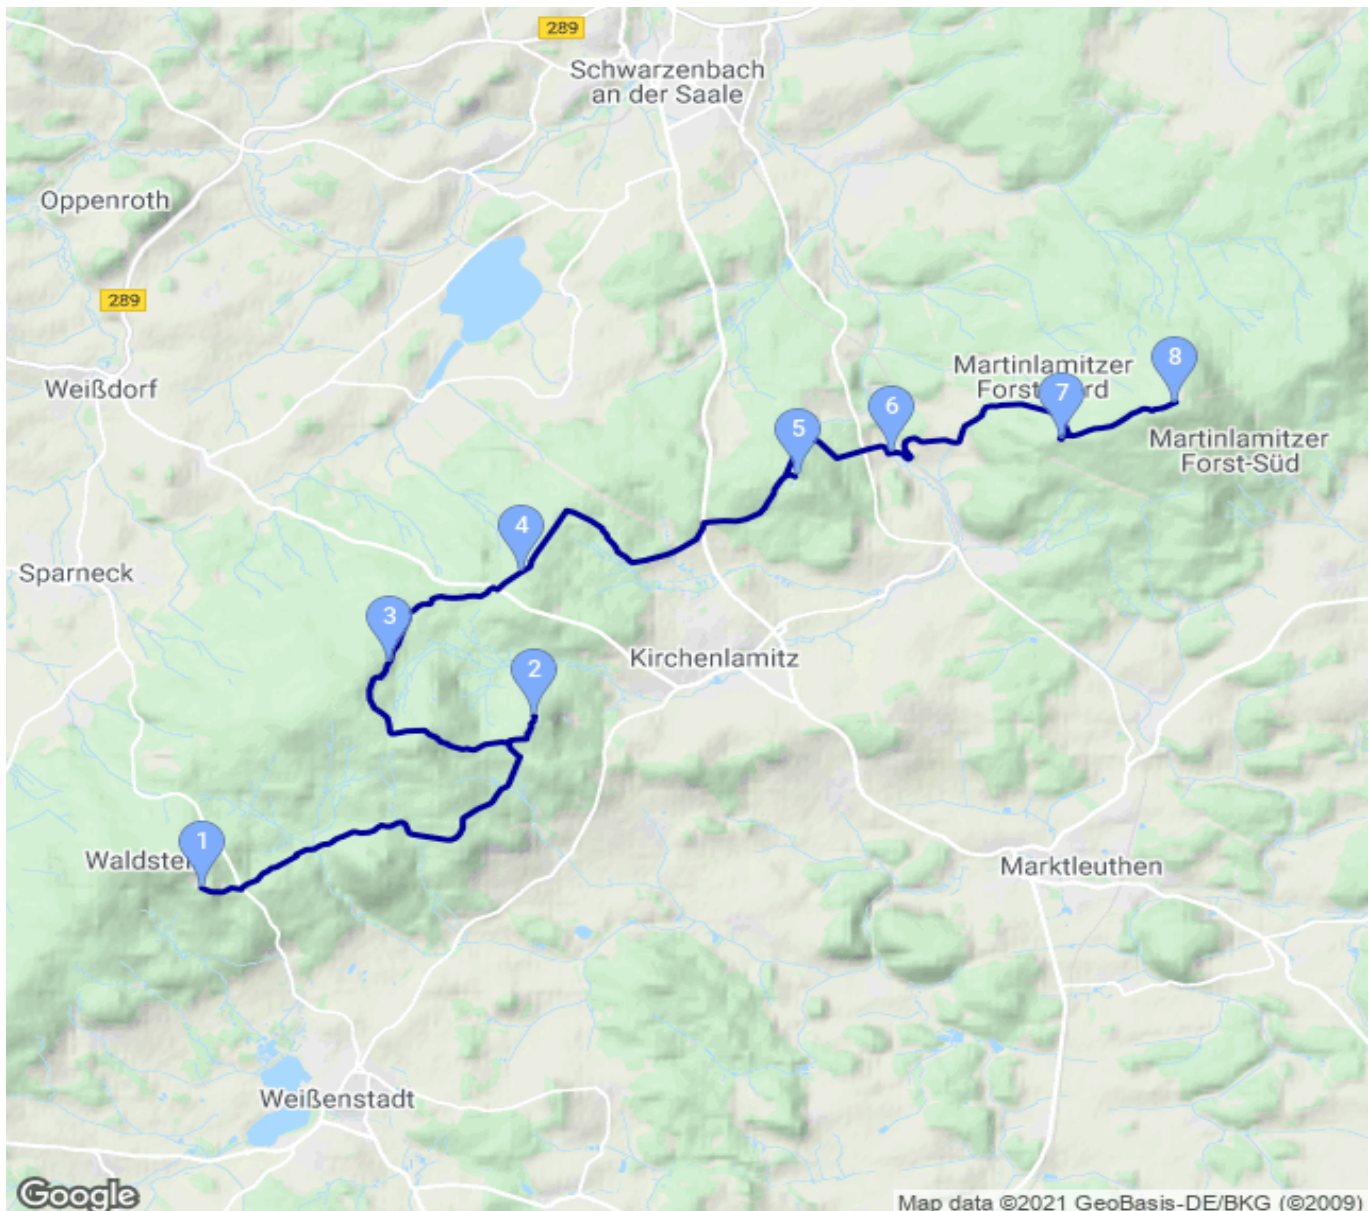 289
Schwarzenbach
an der Saale
Oppenroth
289
Weißdorf
Martinlamitzer
8
7
6
Martinlamitzer
Forst-Süd
5
4
Sparneck
3
Kirchenlamitz
2
1
Marktleuthen
Weißenstadt
Google
Map data ©2021 GeoBasis-DE/BKG (©2009)